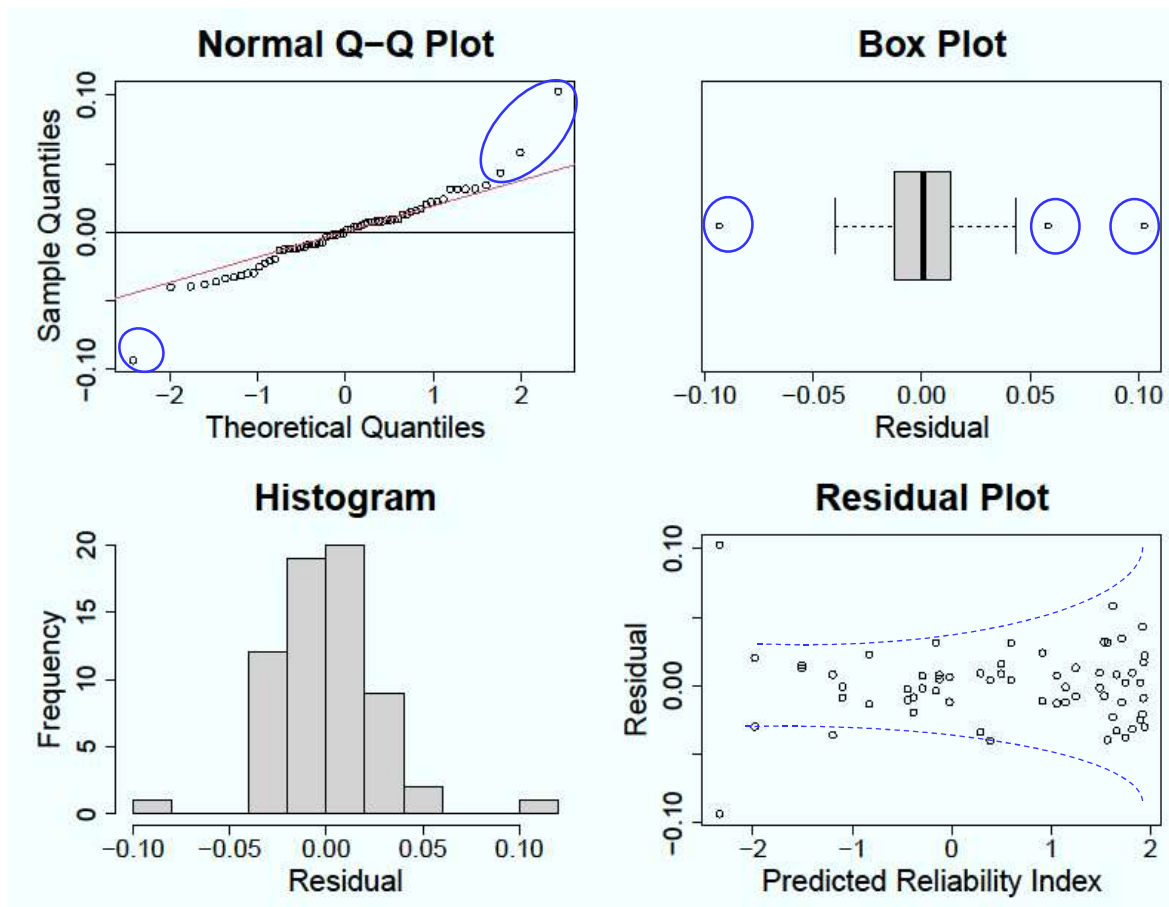 Normal Q−Q Plot
Sample Quantiles
0.10
0.00
−0.10
−2 −1 0 1 2
Theoretical Quantiles
Box Plot
−0.10 −0.05 0.00 0.05 0.10
Residual
Histogram
Frequency
20
15
10
5
0
−0.10 −0.05 0.00 0.05 0.10
Residual
Residual Plot
Residual
0.10
0.00
−0.10
−2 −1 0 1 2
Predicted Reliability Index